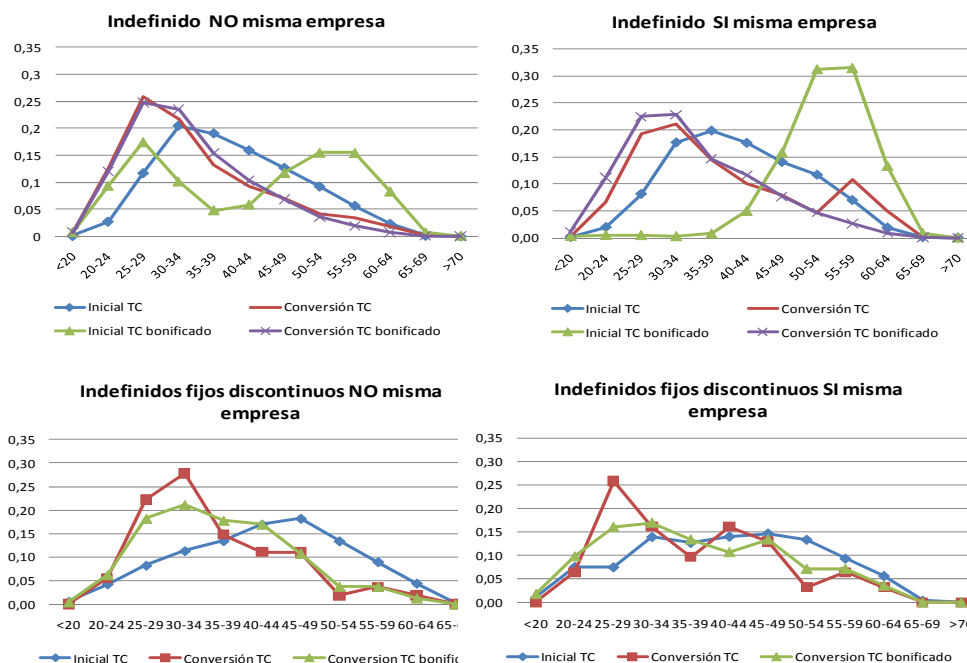 Indefinido NO misma empresa
0,35
0,3
0,25
0,2
0,15
0,1
0,05
0
<20 20-24 25-29 30-34 35-39 40-44 45-49 50-54 55-59 60-64 65-69 >70
Inicial TC Conversión TC
Inicial TC bonificado Conversión TC bonificado
Indefinido SI misma empresa
0,35
0,30
0,25
0,20
0,15
0,10
0,05
0,00
<20 20-24 25-29 30-34 35-39 40-44 45-49 50-54 55-59 60-64 65-69 >70
Inicial TC Conversión TC
Inicial TC bonificado Conversión TC bonificado
Indefinidos fijos discontinuos NO misma
empresa
0,35
0,30
0,25
0,20
0,15
0,10
0,05
0,00
<20 20-24 25-29 30-34 35-39 40-44 45-49 50-54 55-59 60-64 65-6
Inicial TC Conversión TC Conversion TC bonific
Indefinidos fijos discontinuos SI misma
empresa
0,35
0,30
0,25
0,20
0,15
0,10
0,05
0,00
<20 20-24 25-29 30-34 35-39 40-44 45-49 50-54 55-59 60-64 65-69 >70
Inicial TC Conversión TC Conversion TC bonificado